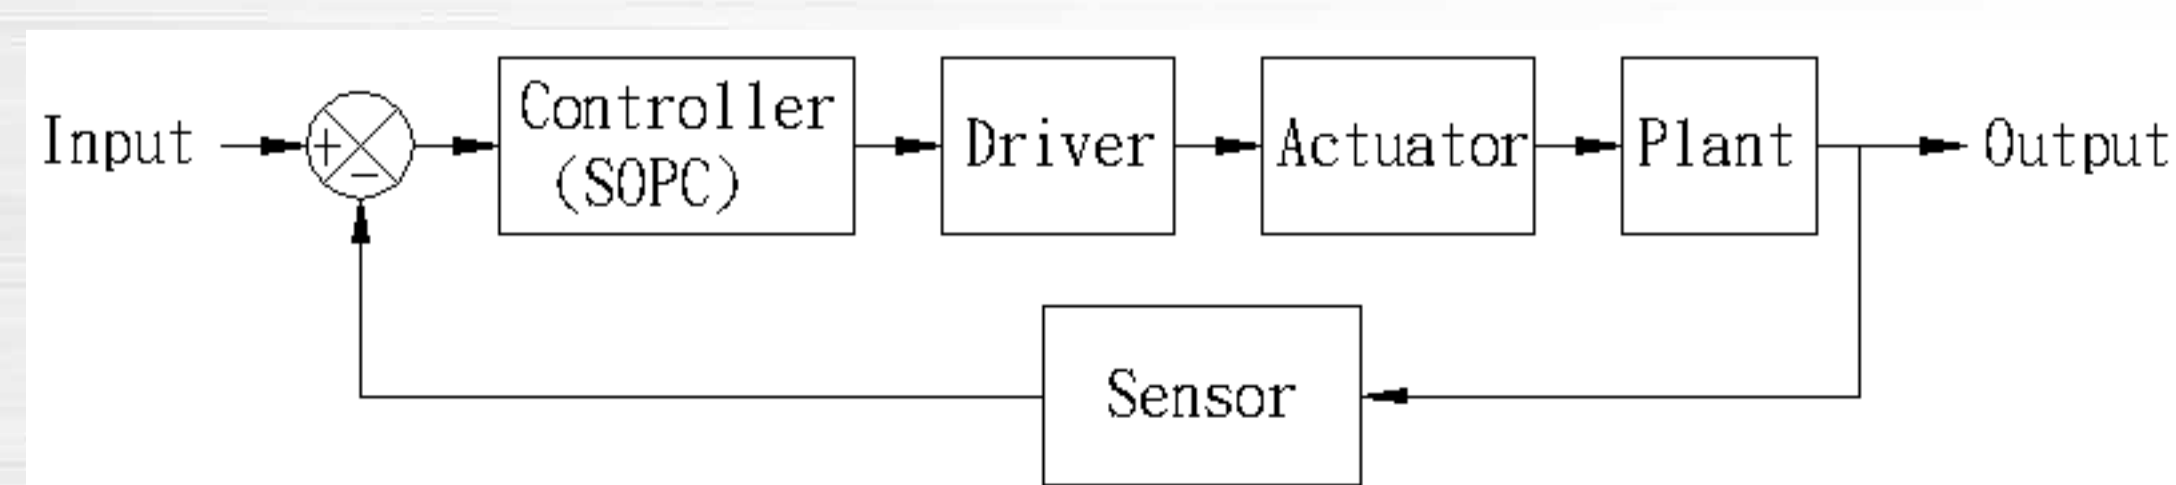 Input
+
-
Controller
(SOPC)
Driver
Actuator
Plant
Output
Sensor